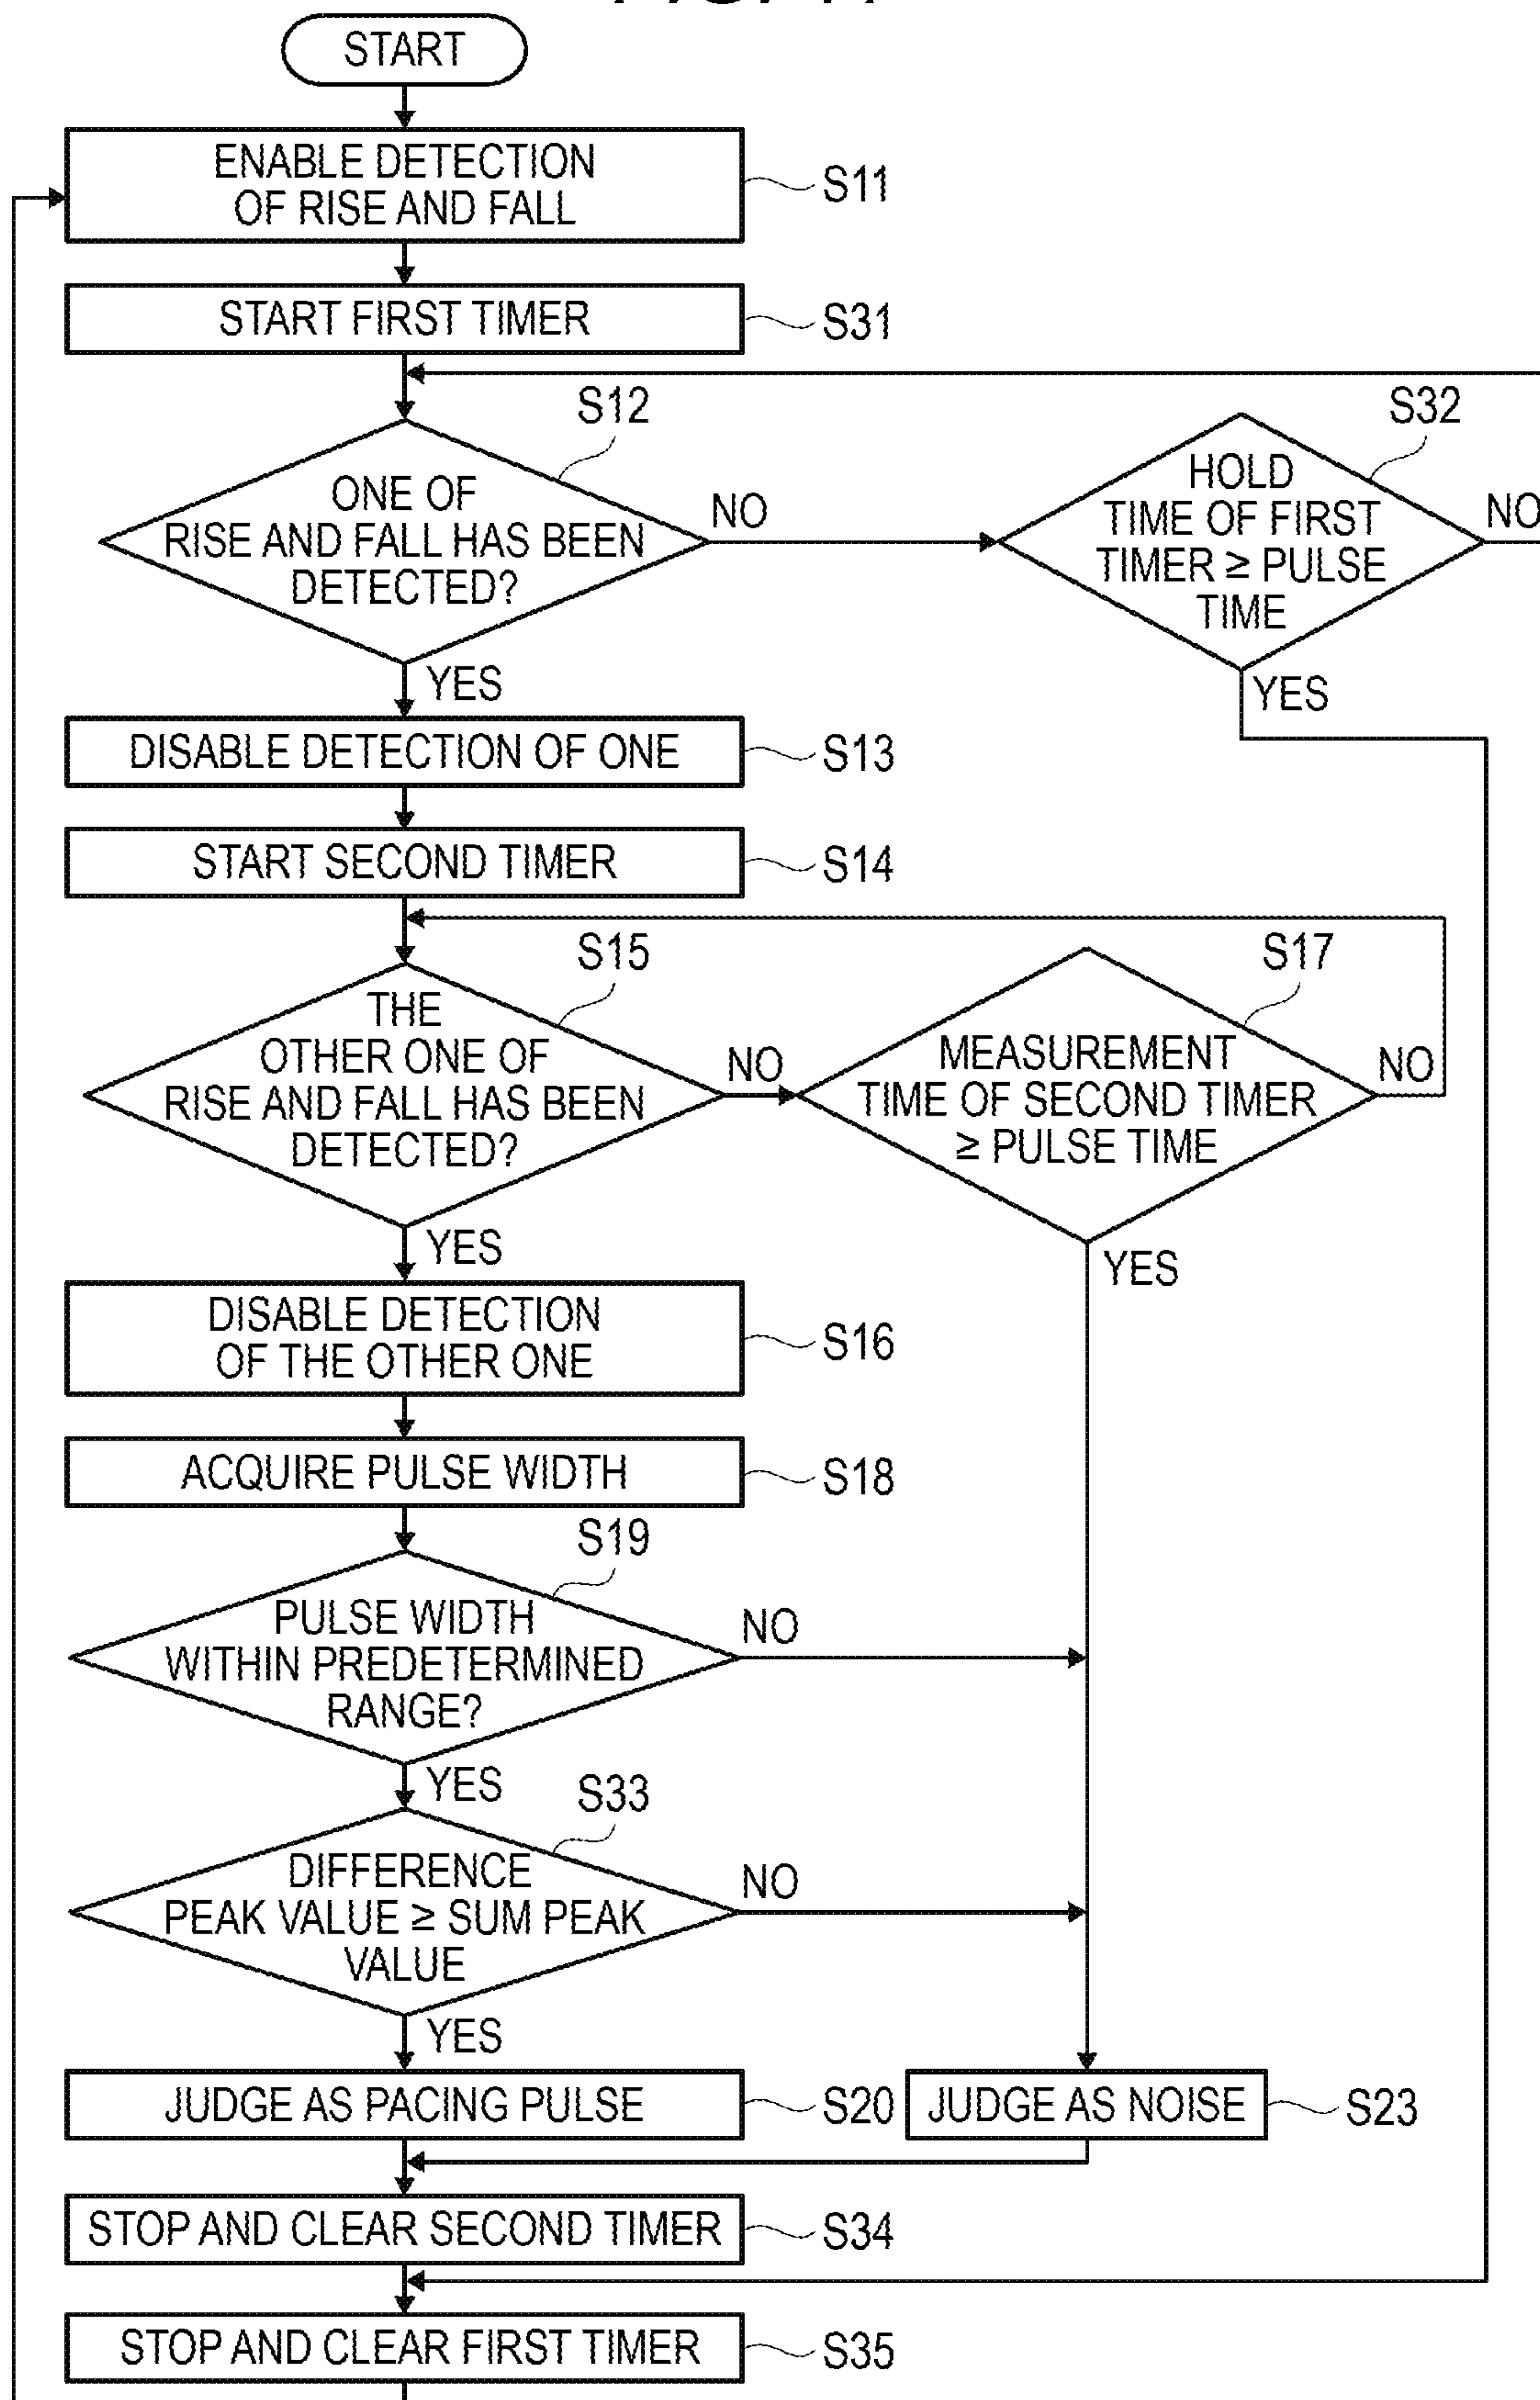 START
ENABLE DETECTION
OF RISE AND FALL
S11
START FIRST TIMER
S31
S12
ONE OF
RISE AND FALL HAS BEEN
DETECTED?
NO
YES
S32
HOLD
TIME OF FIRST
TIMER ≥ PULSE
TIME
NO
YES
DISABLE DETECTION OF ONE
S13
START SECOND TIMER
S14
S15
THE
OTHER ONE OF
RISE AND FALL HAS BEEN
DETECTED?
NO
YES
S17
MEASUREMENT
TIME OF SECOND TIMER
≥ PULSE TIME
NO
YES
DISABLE DETECTION
OF THE OTHER ONE
S16
ACQUIRE PULSE WIDTH
S18
S19
PULSE WIDTH
WITHIN PREDETERMINED
RANGE?
NO
YES
S33
DIFFERENCE
PEAK VALUE ≥ SUM PEAK
VALUE
NO
YES
JUDGE AS PACING PULSE
S20
JUDGE AS NOISE
S23
STOP AND CLEAR SECOND TIMER
S34
STOP AND CLEAR FIRST TIMER
S35